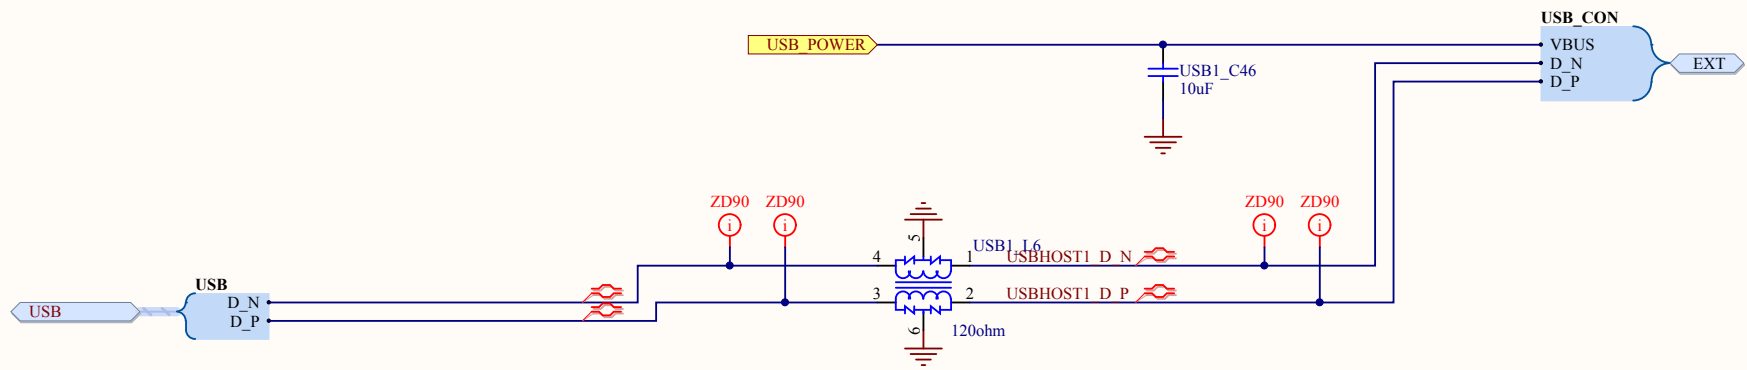 USB_CON
USB_POWER
VBUS
D_N
D_P
EXT
USB1_C46
10uF
ZD90
ZD90
ZD90
ZD90
i
i
i
i
5
4
1
USB1_L6
USBHOST1_D_N
3
2
USBHOST1_D_P
6
120ohm
USB
USB
D_N
D_P